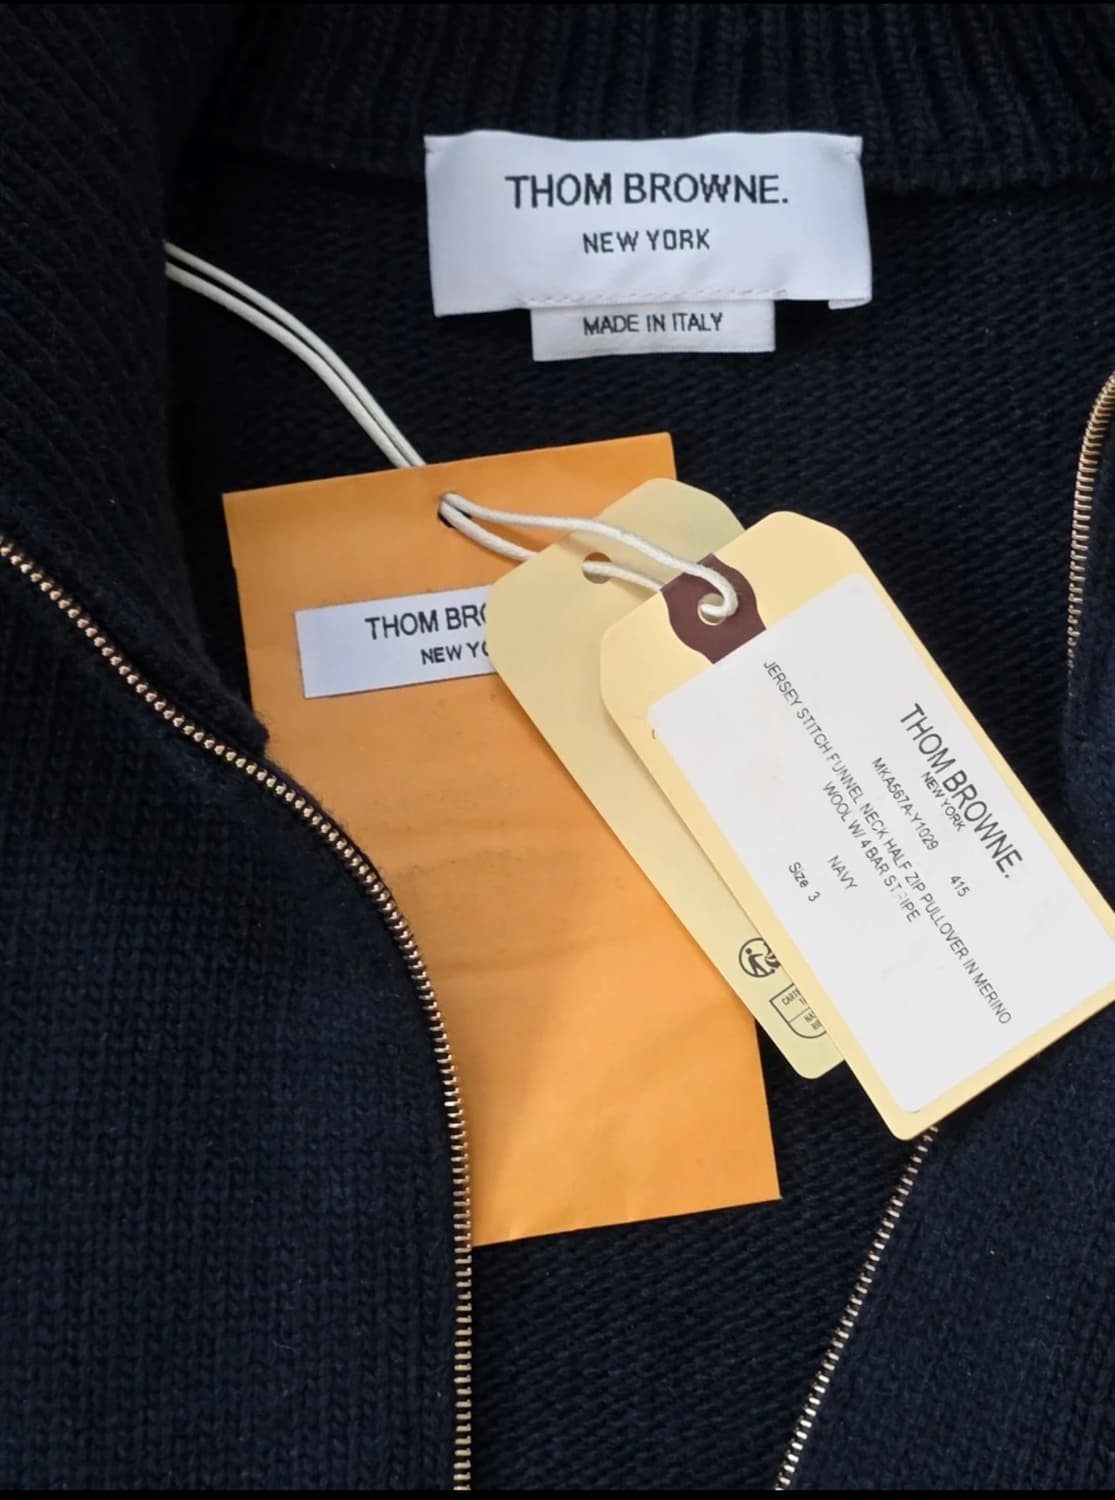 THOM BROWNE.
NEW YORK
MADE IN ITALY
THOM BRO
NEW YO
THOM BROWNE.
NEW YORK
MKA567A-Y1029 415
JERSEY STITCH FUNNEL NECK HALF ZIP PULLOVER IN MERINO
WOOL W/ 4 BAR STRIPE
NAVY
Size 3